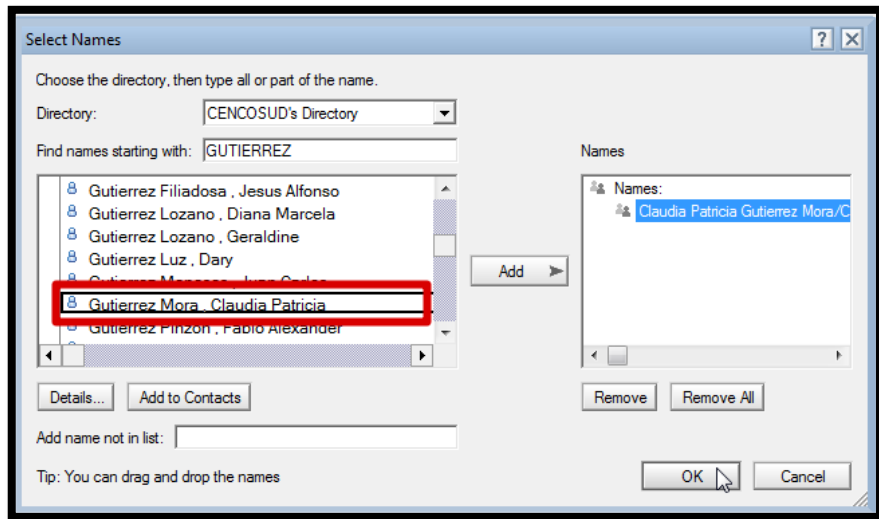 Select Names
Choose the directory, then type all or part of the name.
Directory: CENCOSUD's Directory
Find names starting with: GUTIERREZ
Names
Gutierrez Filiadosa , Jesus Alfonso
Gutierrez Lozano , Diana Marcela
Gutierrez Lozano , Geraldine
Gutierrez Luz , Dary
Gutierrez Mora , Claudia Patricia
Gutierrez Pinzon , Fabio Alexander
Add
Names:
Claudia Patricia Gutierrez Mora/C
Details... Add to Contacts
Remove Remove All
Add name not in list:
Tip: You can drag and drop the names
OK Cancel